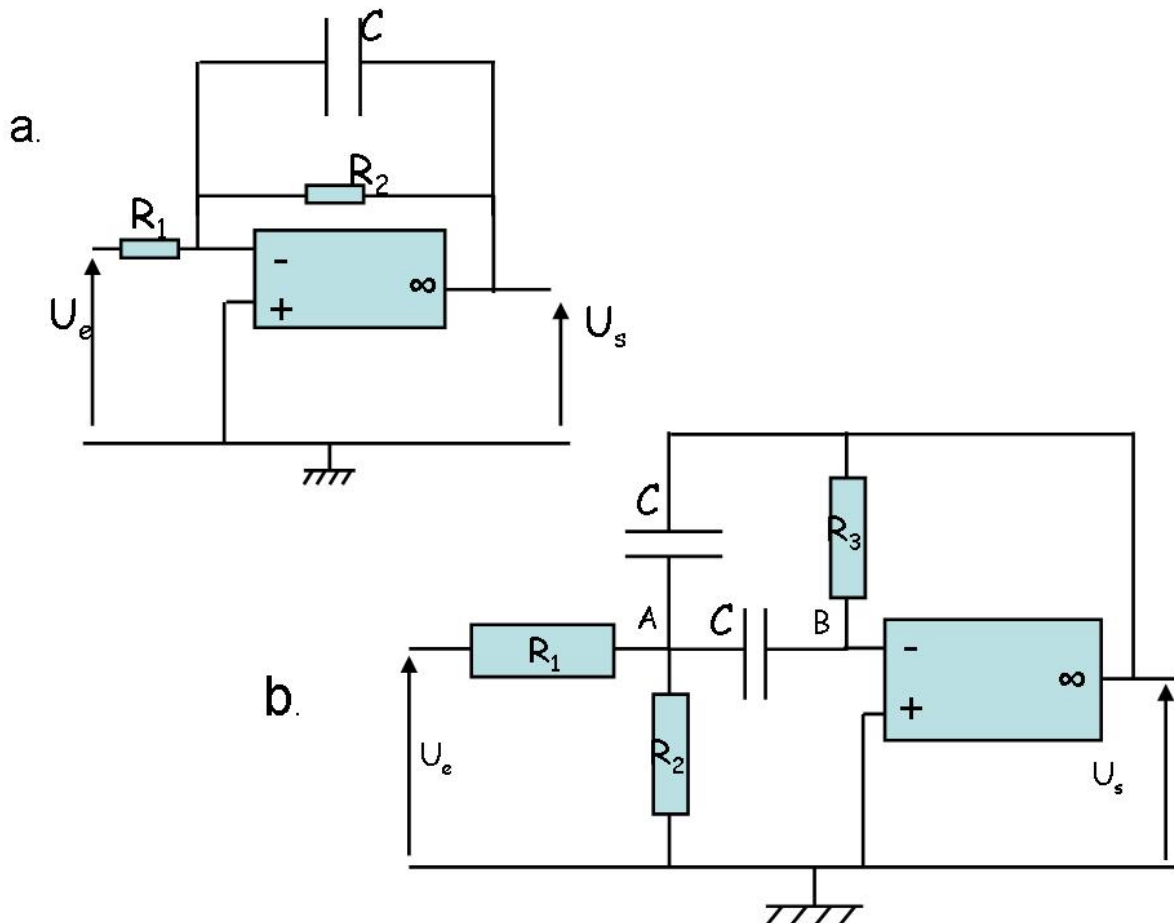 a.
C
R₂
R₁
-
+
∞
Uₑ
Uₛ
b.
C
R₃
A
C
B
R₁
-
+
∞
R₂
Uₑ
Uₛ